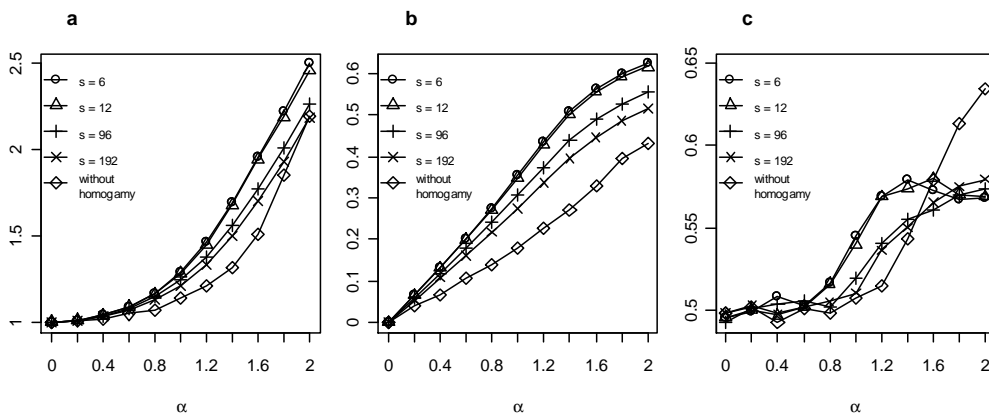 a
2.5
2
1.5
1
s = 6
s = 12
s = 96
s = 192
without
homogamy
0 0.4 0.8 1.2 1.6 2
α
b
0.6
0.5
0.4
0.3
0.2
0.1
0
s = 6
s = 12
s = 96
s = 192
without
homogamy
0 0.4 0.8 1.2 1.6 2
α
c
0.65
0.6
0.55
0.5
s = 6
s = 12
s = 96
s = 192
without
homogamy
0 0.4 0.8 1.2 1.6 2
α